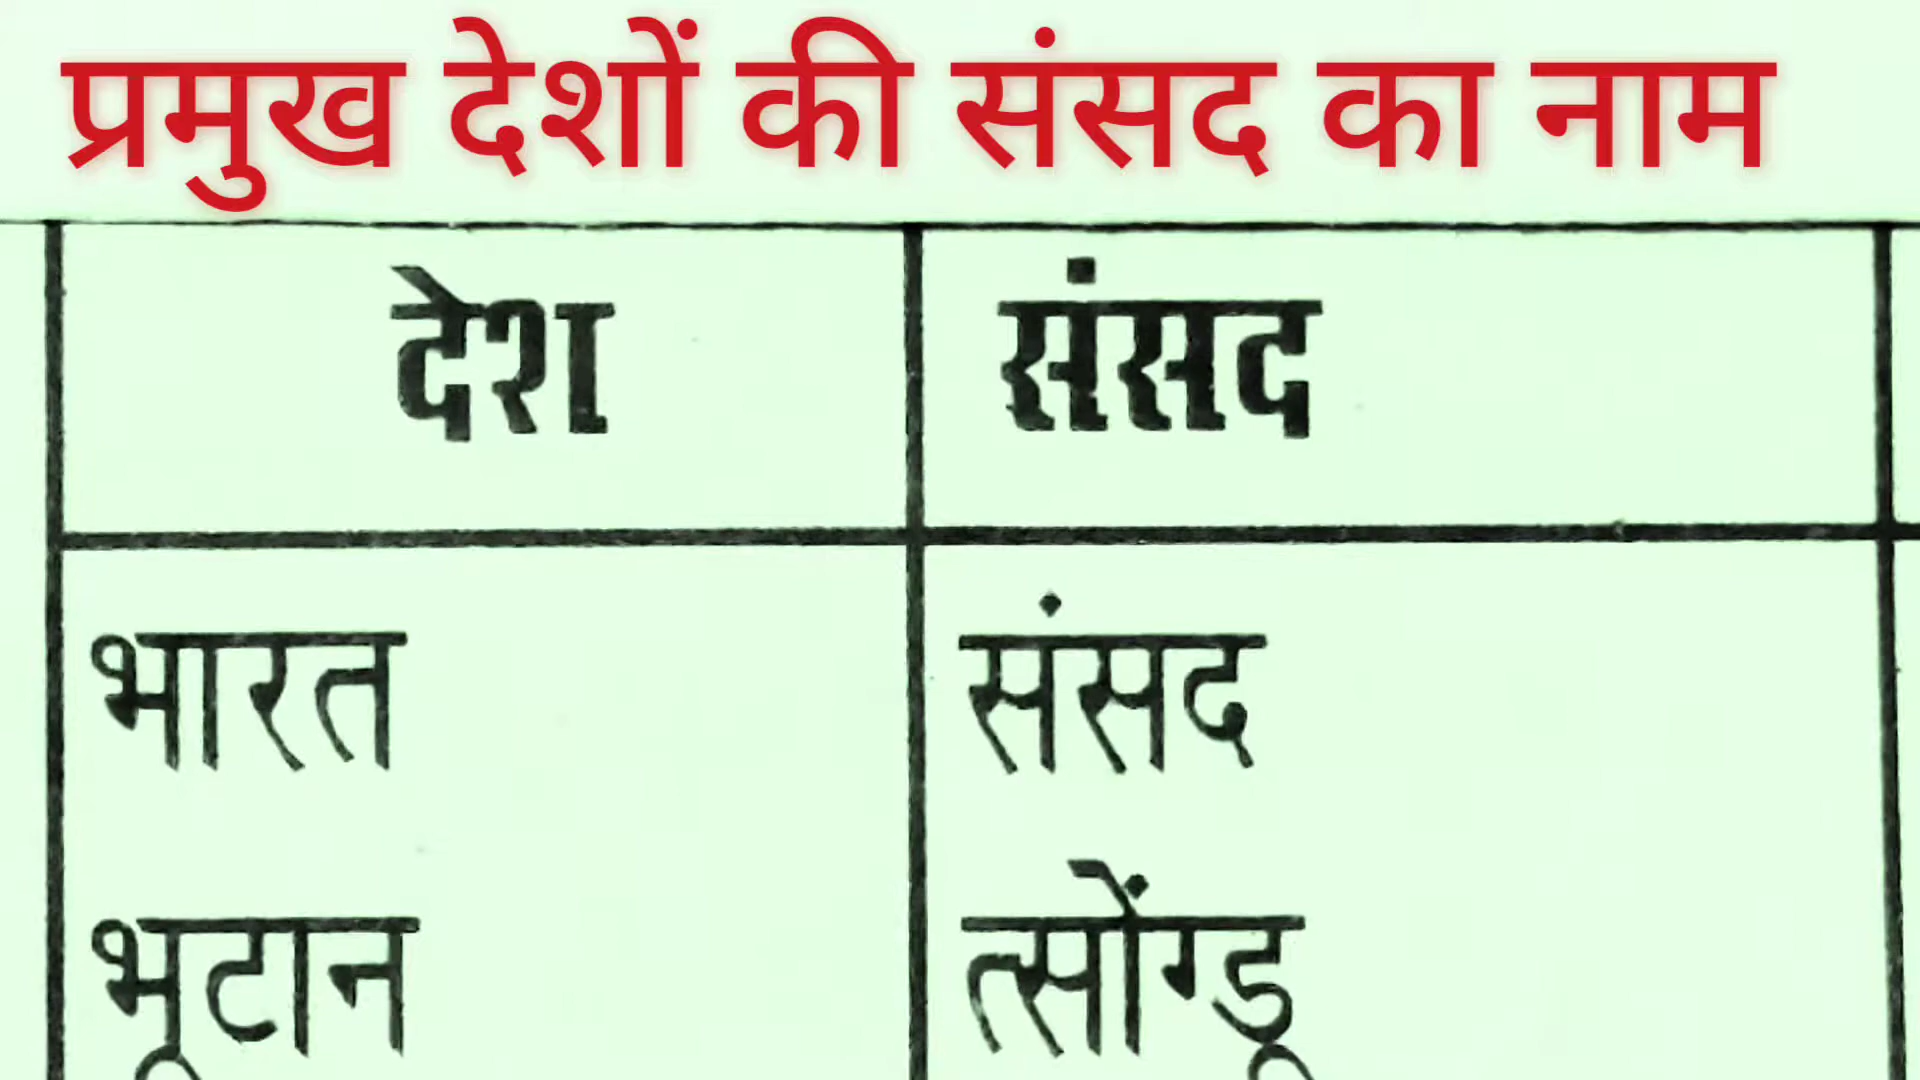 प्रमुख देशों की संसद का नाम
देश संसद
भारत संसद
भूटान त्सोंग्डू